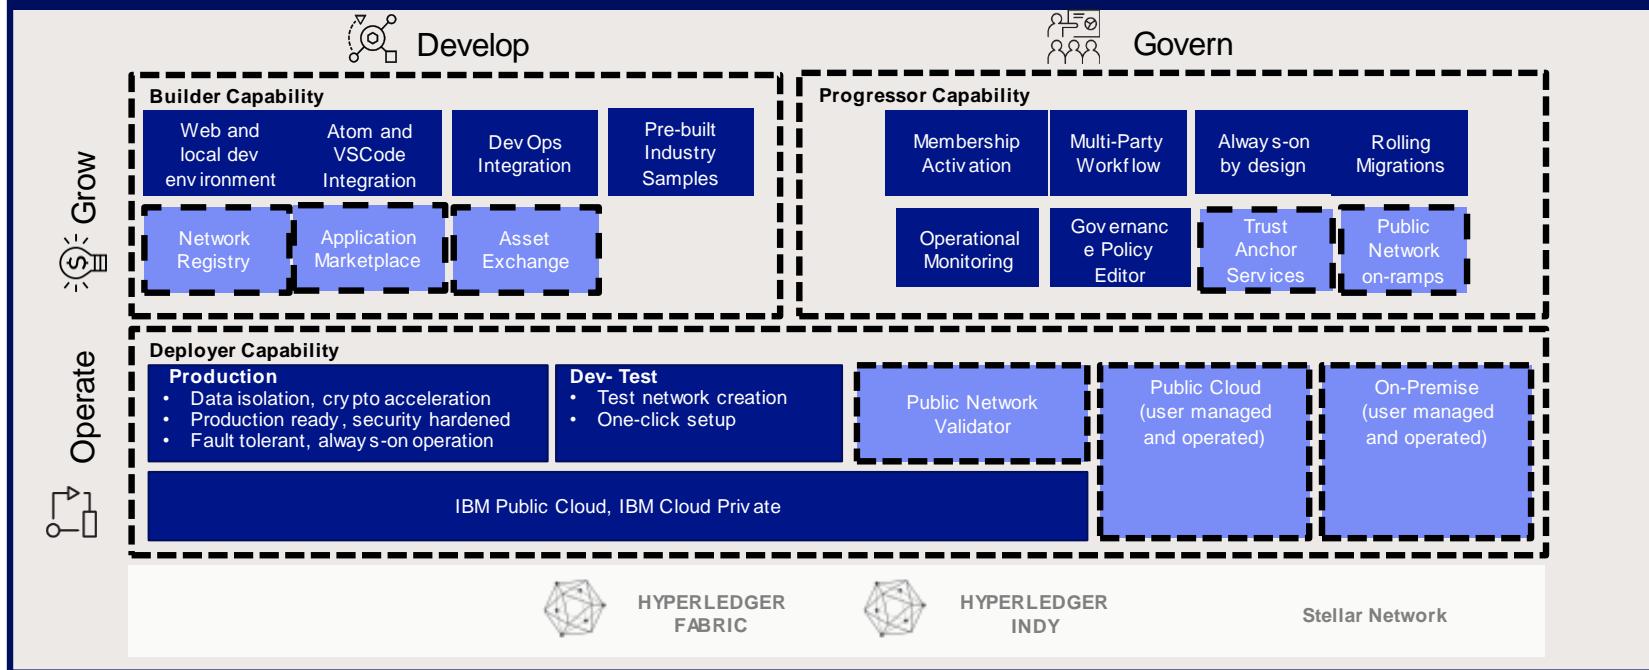 Develop
Govern
Grow
Operate
Builder Capability
Web and
local dev
environment
Atom and
VSCode
Integration
DevOps
Integration
Pre-built
Industry
Samples
Network
Registry
Application
Marketplace
Asset
Exchange
Progressor Capability
Membership
Activation
Multi-Party
Workflow
Always-on
by design
Rolling
Migrations
Operational
Monitoring
Governanc
e Policy
Editor
Trust
Anchor
Services
Public
Network
on-ramps
Deployer Capability
Production
• Data isolation, crypto acceleration
• Production ready, security hardened
• Fault tolerant, always-on operation
Dev- Test
• Test network creation
• One-click setup
Public Network
Validator
Public Cloud
(user managed
and operated)
On-Premise
(user managed
and operated)
IBM Public Cloud, IBM Cloud Private
HYPERLEDGER
FABRIC
HYPERLEDGER
INDY
Stellar Network